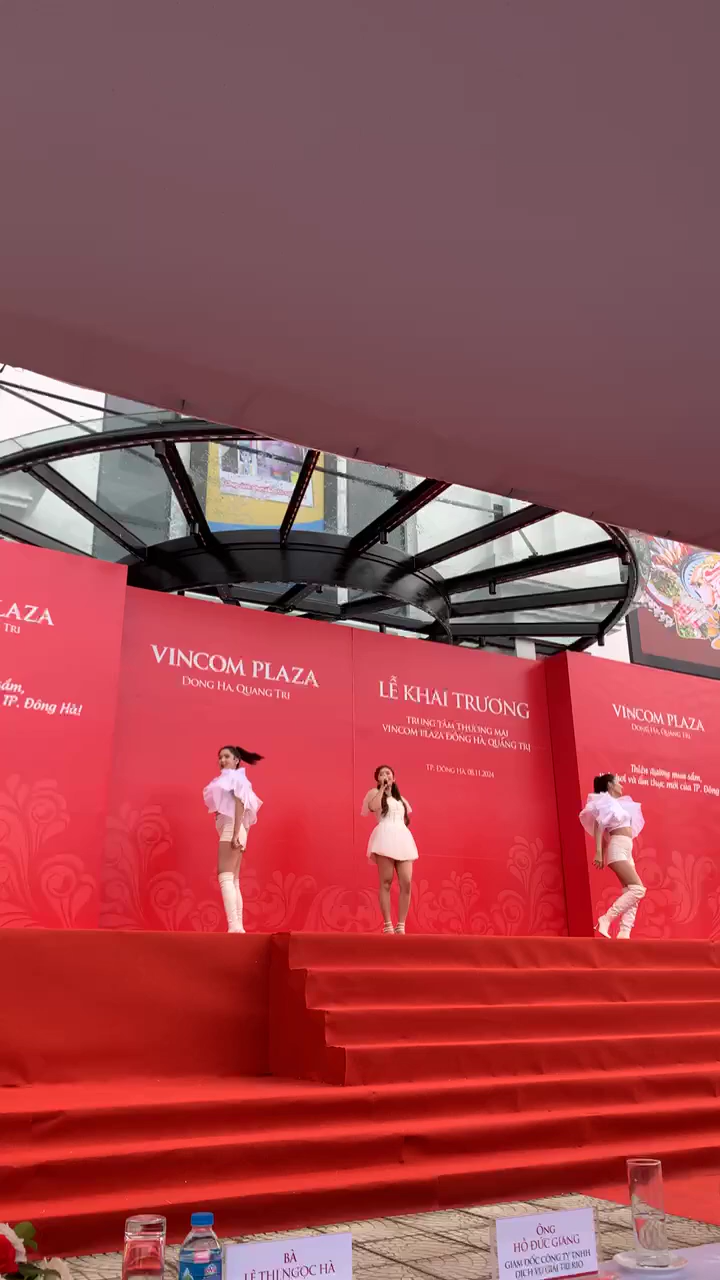 LAZA
TRI
sắm,
TP. Đông Hà!
VINCOM PLAZA
DONG HA, QUANG TRI
LỄ KHAI TRƯƠNG
TRUNG TÂM THƯƠNG MẠI
VINCOM PLAZA ĐÔNG HÀ, QUẢNG TRỊ
TP. ĐÔNG HÀ, 08.11.2024
VINCOM PLAZA
DONG HA, QUANG TRI
Thiên đường mua sắm,
chơi và ẩm thực mới của TP. Đông
BÀ
LÊ THỊ NGỌC HÀ
ÔNG
HỒ ĐỨC GIANG
GIÁM ĐỐC CÔNG TY TNHH
DỊCH VỤ GIẢI TRÍ RIO